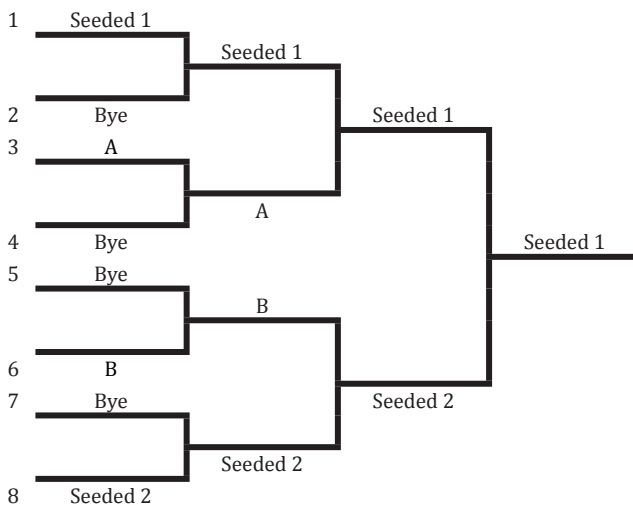 1 Seeded 1
Seeded 1
2 Bye
Seeded 1
3 A
A
4 Bye
Seeded 1
5 Bye
B
6 B
7 Bye
Seeded 2
Seeded 2
8 Seeded 2